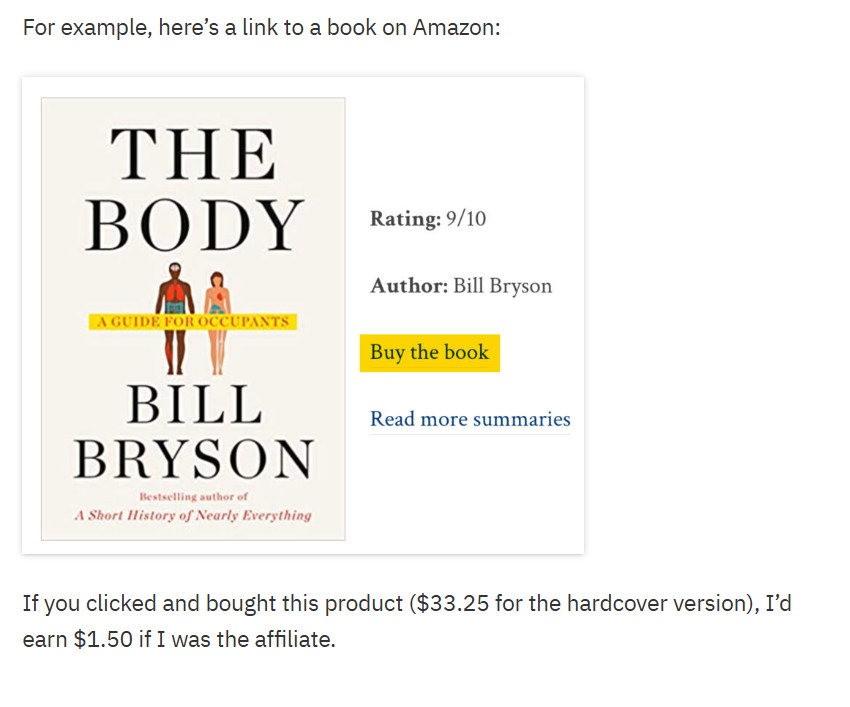 For example, here’s a link to a book on Amazon:
THE
BODY
A GUIDE FOR OCCUPANTS
BILL
BRYSON
Bestselling author of
A Short History of Nearly Everything
Rating: 9/10
Author: Bill Bryson
Buy the book
Read more summaries
If you clicked and bought this product ($33.25 for the hardcover version), I’d
earn $1.50 if I was the affiliate.